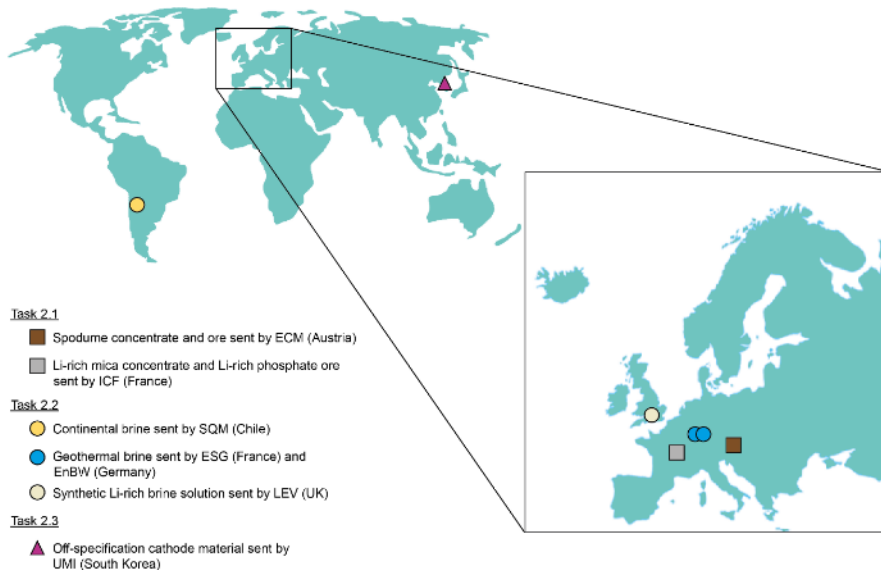 Task 2.1
Spodumne concentrate and ore sent by ECM (Austria)
Li-rich mica concentrate and Li-rich phosphate ore
sent by ICF (France)
Task 2.2
Continental brine sent by SQM (Chile)
Geothermal brine sent by ESG (France) and
EnBW (Germany)
Synthetic Li-rich brine solution sent by LEV (UK)
Task 2.3
Off-specification cathode material sent by
UMI (South Korea)